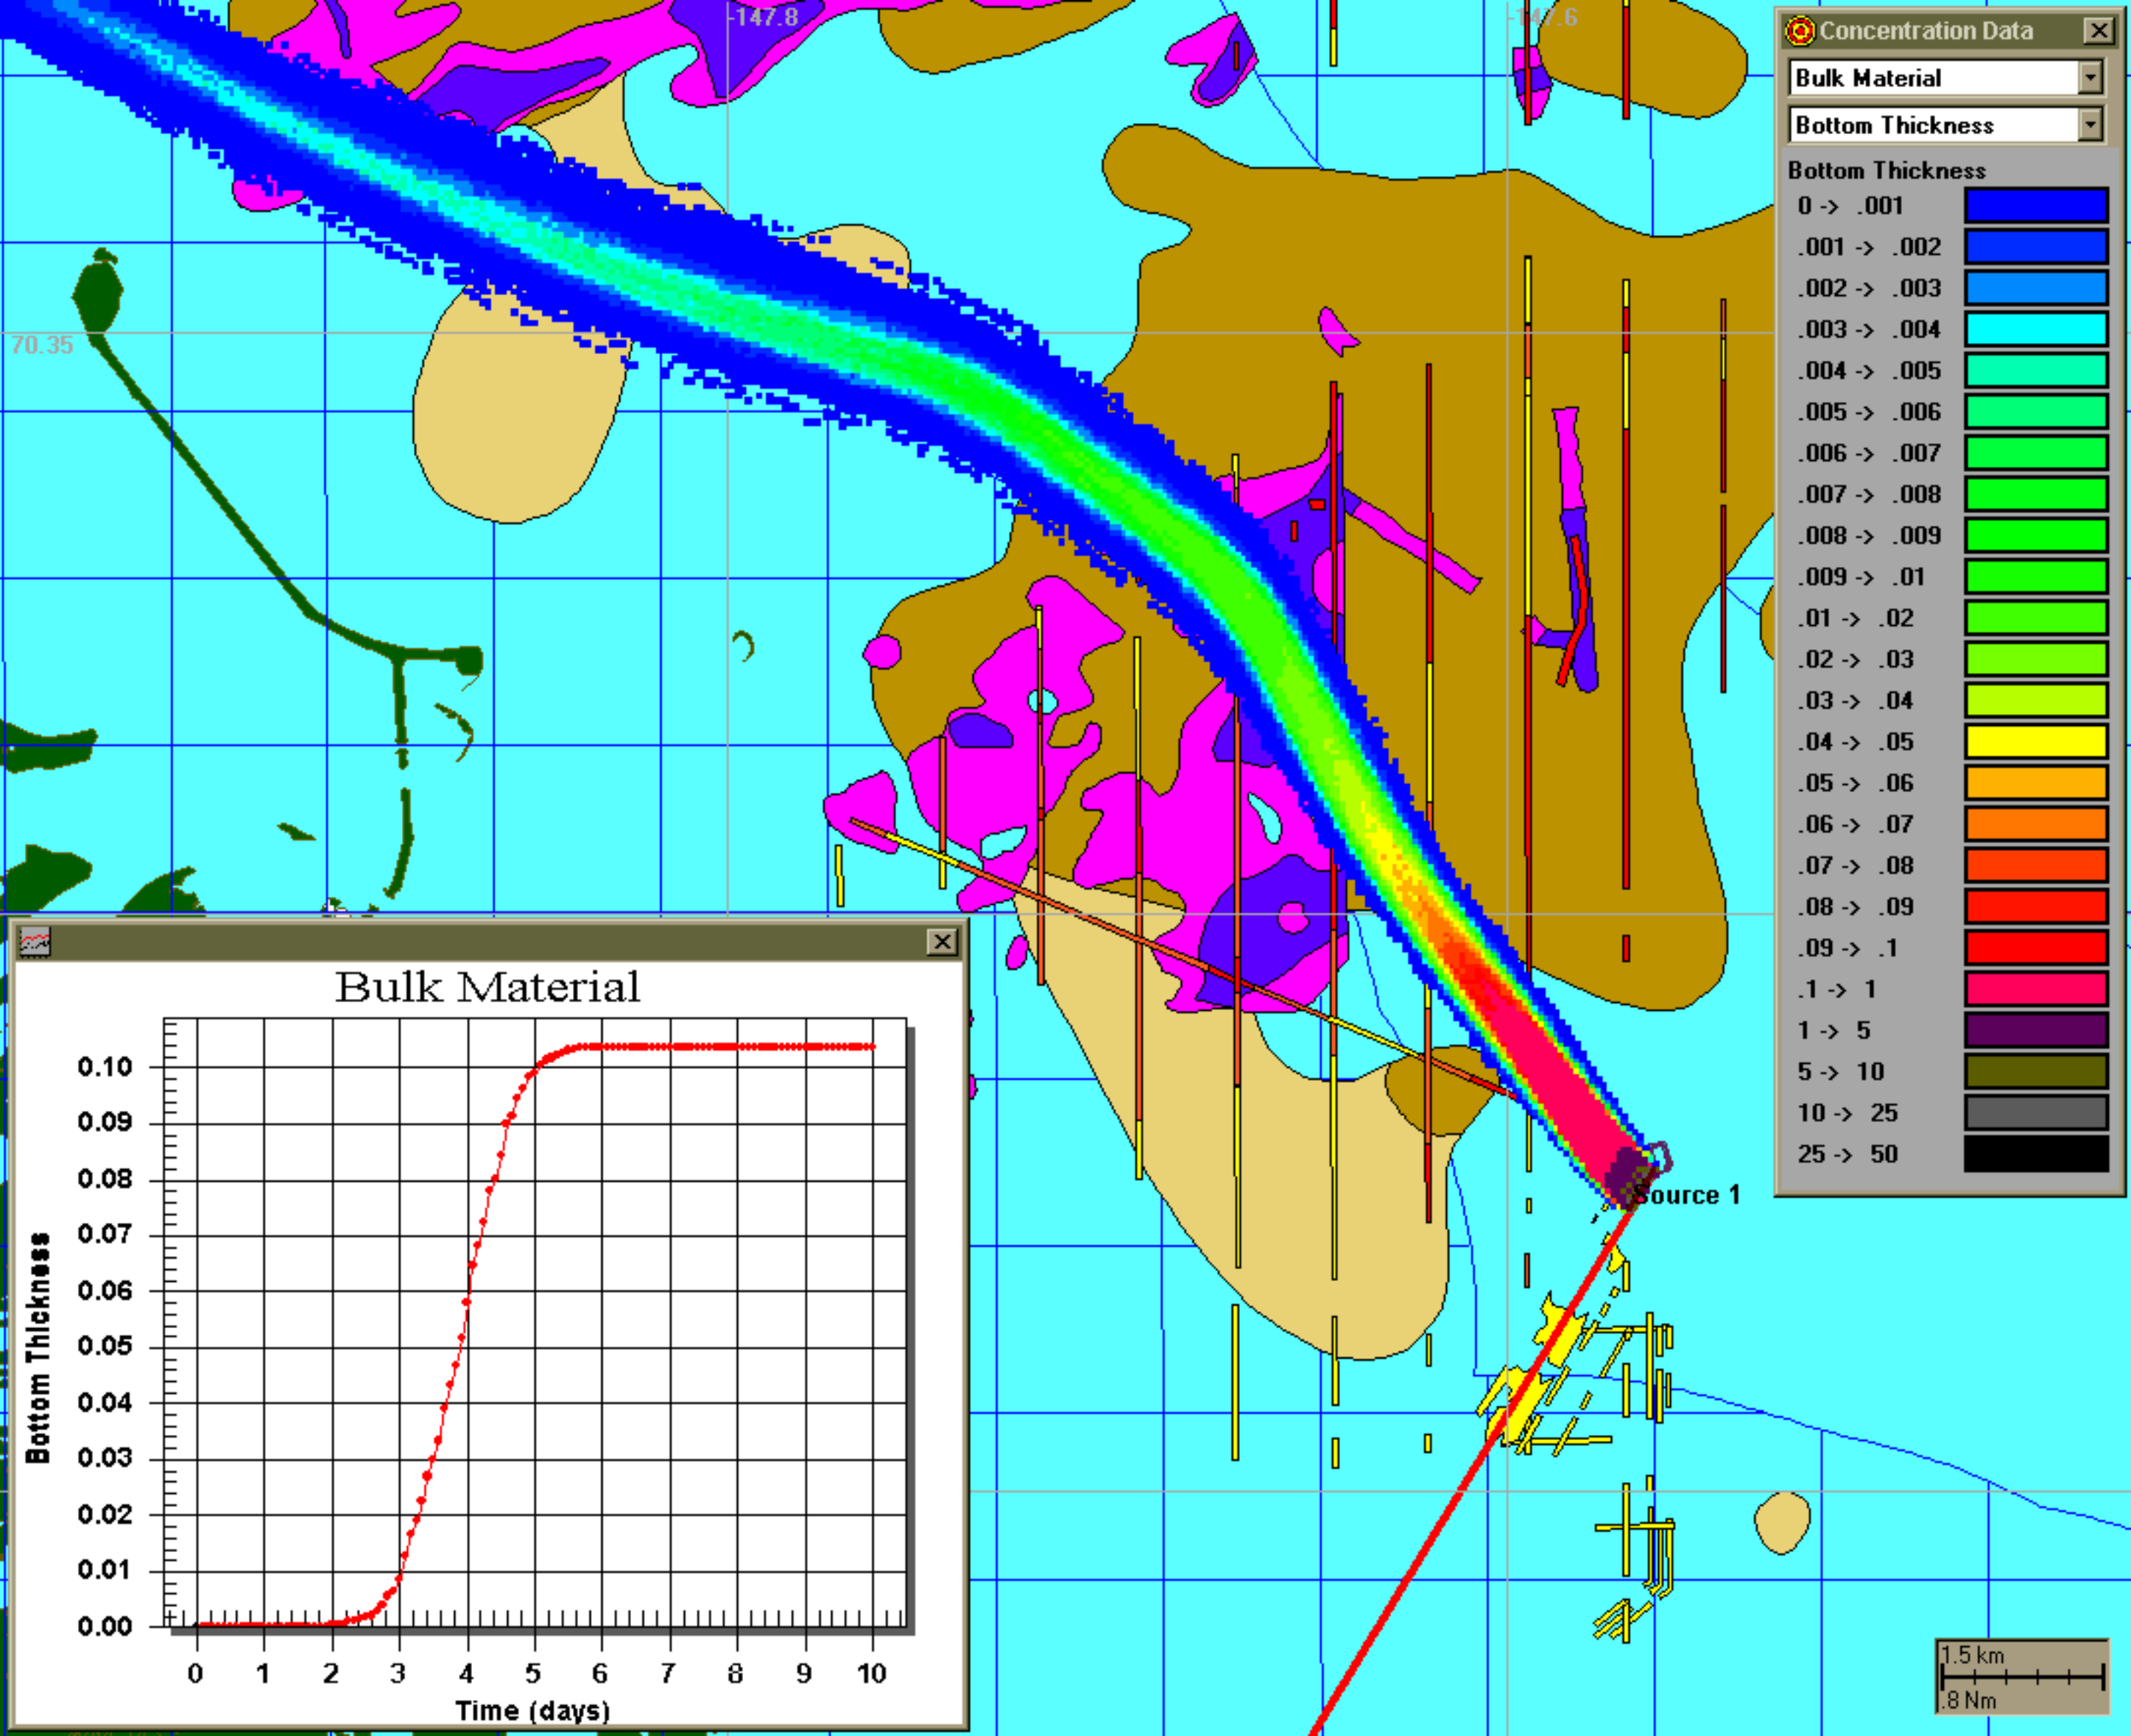 -147.8
-147.6
70.35
Source 1
Concentration Data
Bulk Material
Bottom Thickness
Bottom Thickness
0 -> .001
.001 -> .002
.002 -> .003
.003 -> .004
.004 -> .005
.005 -> .006
.006 -> .007
.007 -> .008
.008 -> .009
.009 -> .01
.01 -> .02
.02 -> .03
.03 -> .04
.04 -> .05
.05 -> .06
.06 -> .07
.07 -> .08
.08 -> .09
.09 -> .1
.1 -> 1
1 -> 5
5 -> 10
10 -> 25
25 -> 50
Bulk Material
Bottom Thickness
0.10
0.09
0.08
0.07
0.06
0.05
0.04
0.03
0.02
0.01
0.00
0 1 2 3 4 5 6 7 8 9 10
Time (days)
1.5 km
.8 Nm